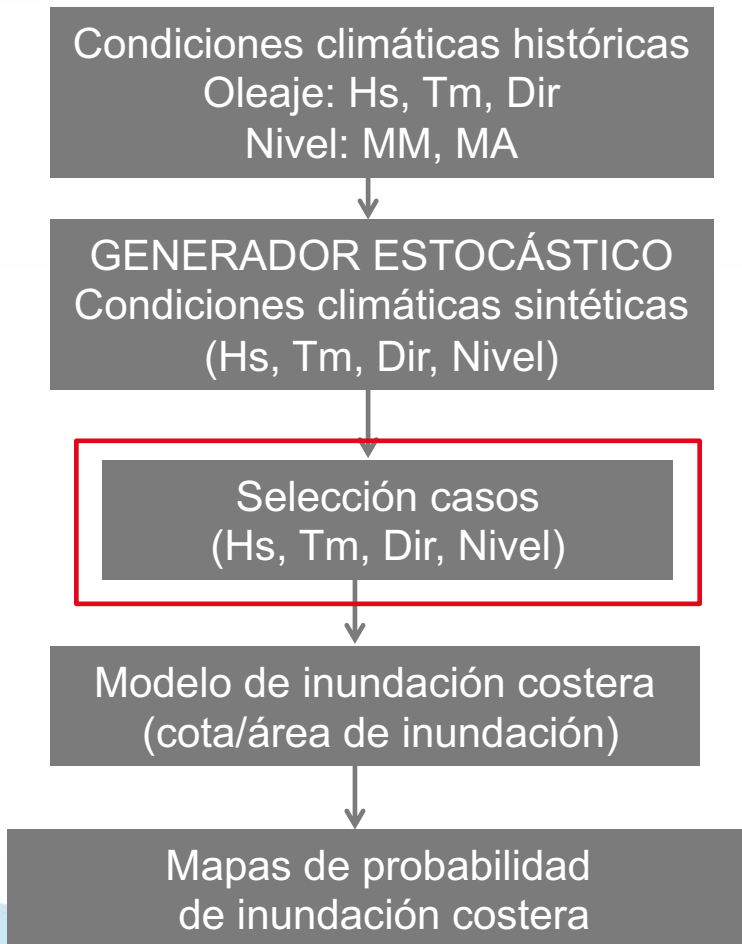 Condiciones climáticas históricas
Oleaje: Hs, Tm, Dir
Nivel: MM, MA
GENERADOR ESTOCÁSTICO
Condiciones climáticas sintéticas
(Hs, Tm, Dir, Nivel)
Selección casos
(Hs, Tm, Dir, Nivel)
Modelo de inundación costera
(cota/área de inundación)
Mapas de probabilidad
de inundación costera